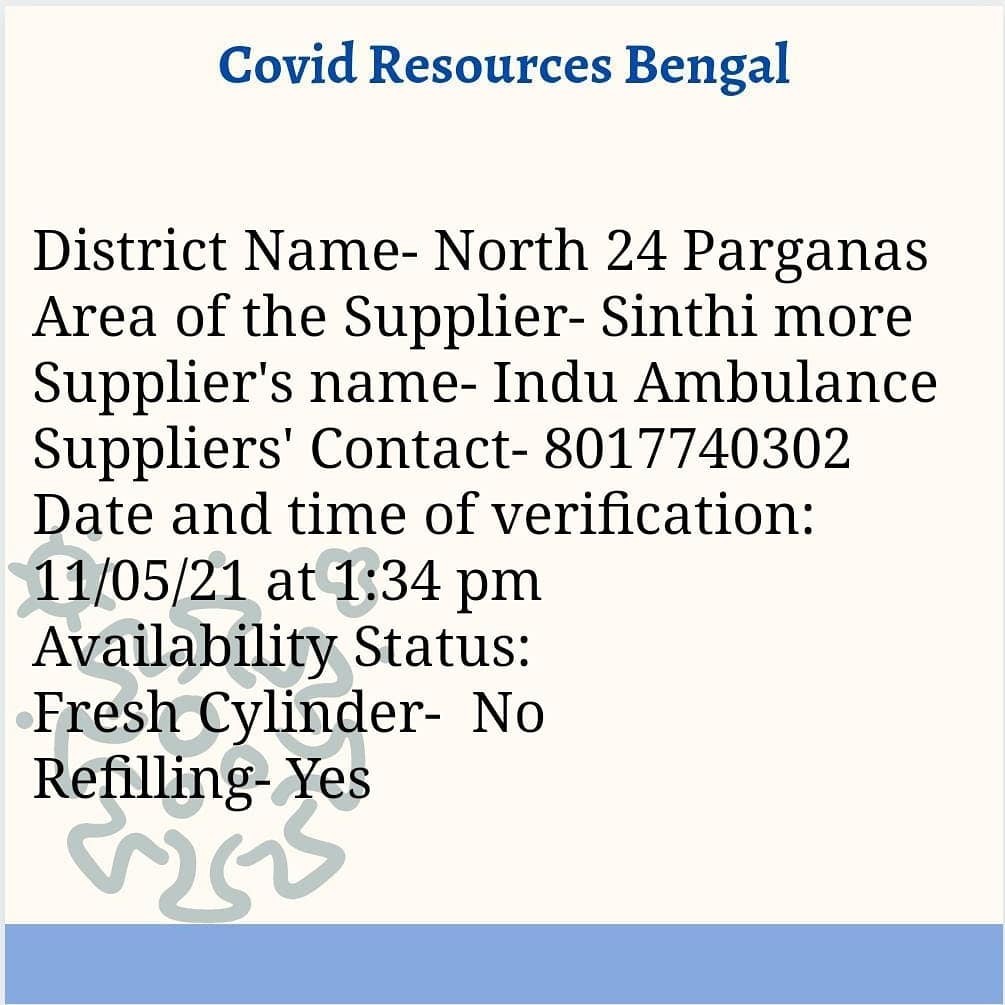 Covid Resources Bengal
District Name- North 24 Parganas
Area of the Supplier- Sinthi more
Supplier's name- Indu Ambulance
Suppliers' Contact- 8017740302
Date and time of verification:
11/05/21 at 1:34 pm
Availability Status:
Fresh Cylinder-  No
Refilling- Yes